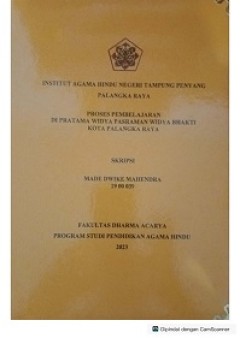 INSTITUT AGAMA HINDU NEGERI TAMPUNG PENYANG
PALANGKA RAYA
PROSES PEMBELAJARAN
DI PRATAMA WIDYA PASRAMAN WIDYA BHAKTI
KOTA PALANGKA RAYA
SKRIPSI
MADE DWIKE MAHENDRA
FAKULTAS DHARMA ACARYA
PROGRAM STUDI PENDIDIKAN AGAMA HINDU
2023
Dipindai dengan CamScanner